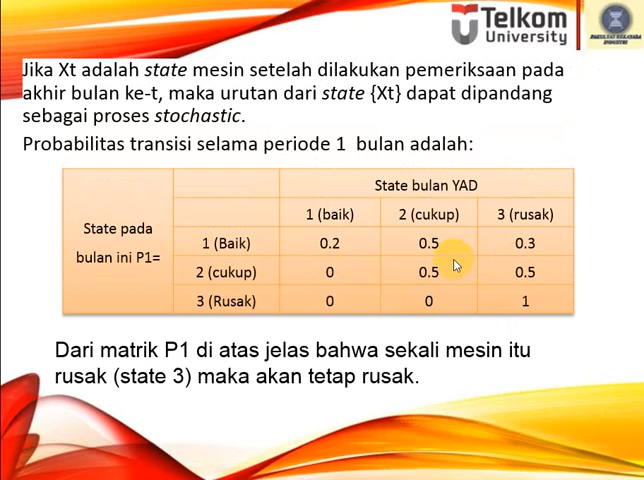 Telkom
University
FAKULTAS REKAYASA
INDUSTRI
Jika Xt adalah state mesin setelah dilakukan pemeriksaan pada
akhir bulan ke-t, maka urutan dari state {Xt} dapat dipandang
sebagai proses stochastic.
Probabilitas transisi selama periode 1 bulan adalah:
State bulan YAD
1 (baik) 2 (cukup) 3 (rusak)
State pada
bulan ini P1=
1 (Baik) 0.2 0.5 0.3
2 (cukup) 0 0.5 0.5
3 (Rusak) 0 0 1
Dari matrik P1 di atas jelas bahwa sekali mesin itu
rusak (state 3) maka akan tetap rusak.